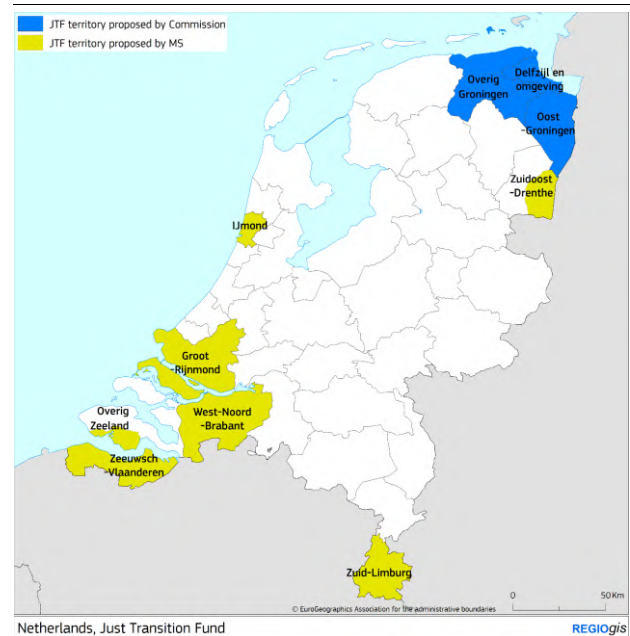 JTF territory proposed by Commission
JTF territory proposed by MS
Overig
Groningen
Delfzijl en
omgeving
Oost
-Groningen
Zuidoost
-Drenthe
IJmond
Groot
-Rijnmond
West-Noord
-Brabant
Overig
Zeeland
Zeeuwsch
-Vlaanderen
Zuid-Limburg
0 50 Km
© EuroGeographics Association for the administrative boundaries
Netherlands, Just Transition Fund
REGIOgis